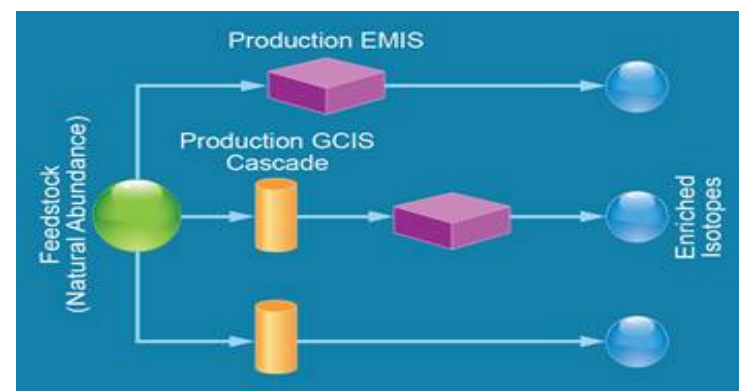 Production EMIS
Production GCIS
Cascade
Feedstock
(Natural Abundance)
Enriched
Isotopes